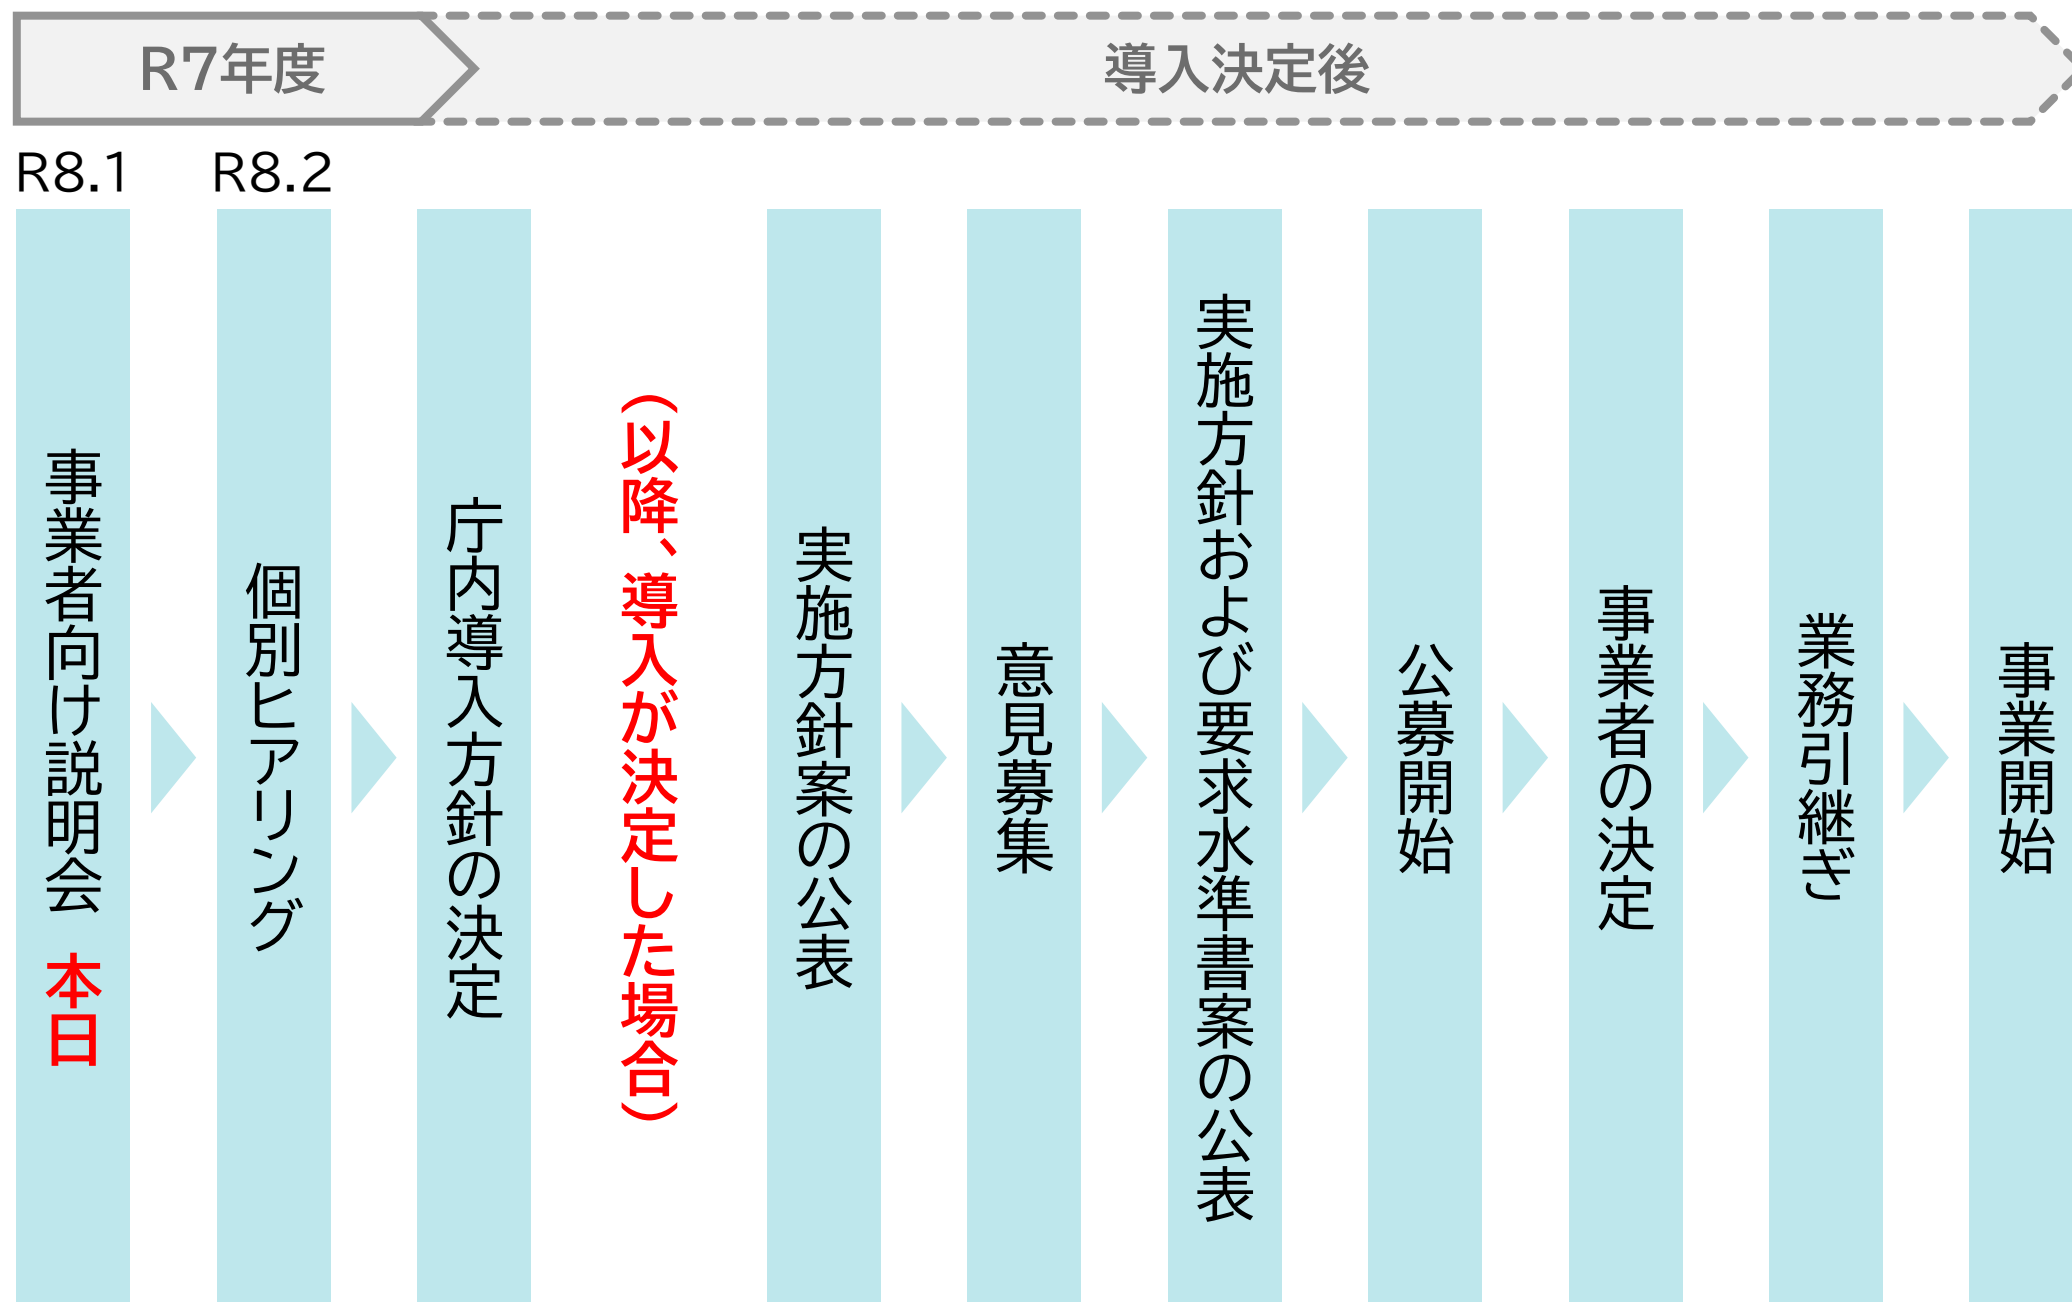 R7年度
導入決定後
R8.1
R8.2
事業者向け説明会 本日
個別ヒアリング
庁内導入方針の決定
（以降、導入が決定した場合）
実施方針案の公表
意見募集
実施方針および要求水準書案の公表
公募開始
事業者の決定
業務引継ぎ
事業開始